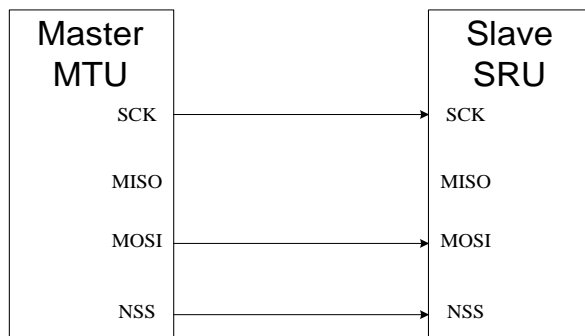 Master
MTU
SCK
MISO
MOSI
NSS
Slave
SRU
SCK
MISO
MOSI
NSS